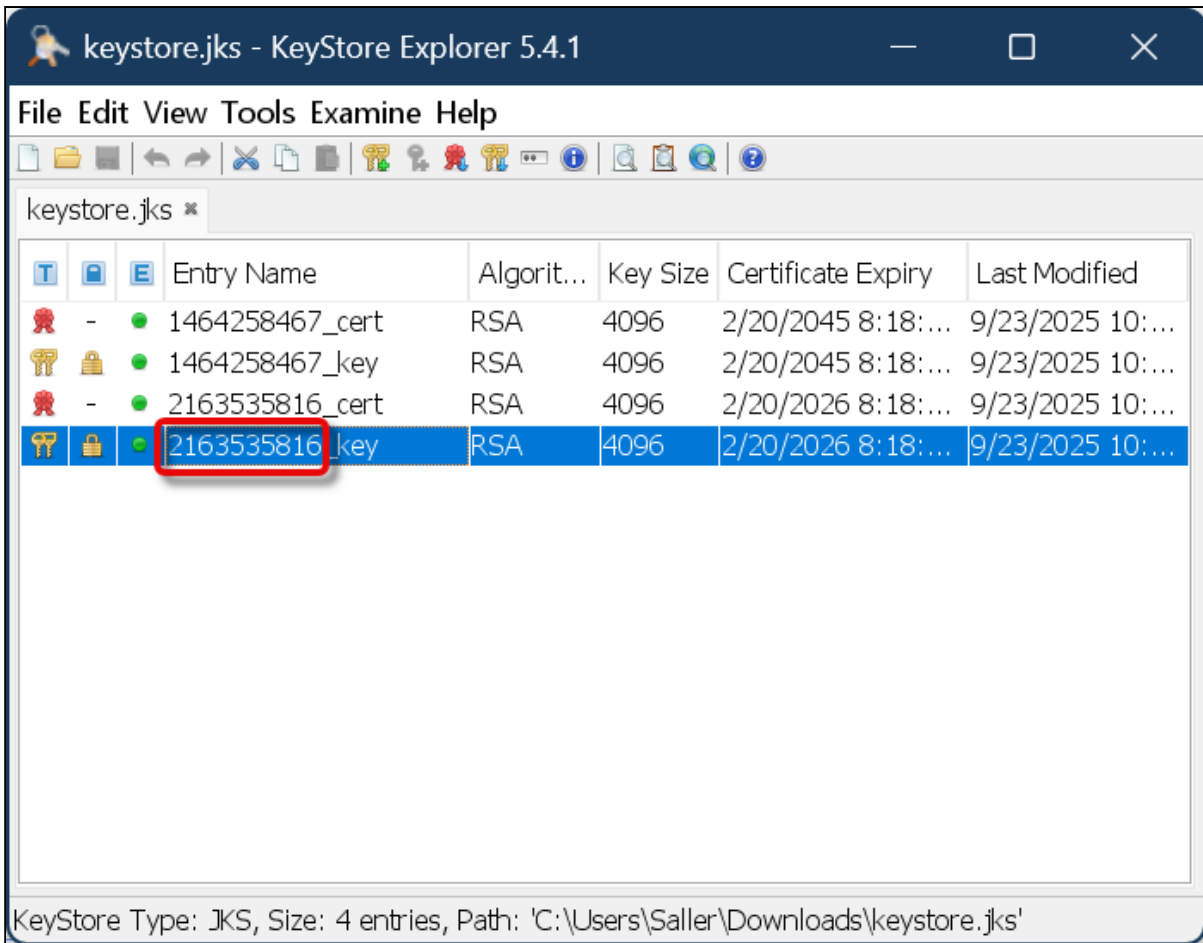 keystore.jks - KeyStore Explorer 5.4.1
File Edit View Tools Examine Help
keystore.jks
T E Entry Name Algorit... Key Size Certificate Expiry Last Modified
- 1464258467_cert RSA 4096 2/20/2045 8:18:... 9/23/2025 10:...
1464258467_key RSA 4096 2/20/2045 8:18:... 9/23/2025 10:...
- 2163535816_cert RSA 4096 2/20/2026 8:18:... 9/23/2025 10:...
2163535816_key RSA 4096 2/20/2026 8:18:... 9/23/2025 10:...
KeyStore Type: JKS, Size: 4 entries, Path: 'C:\Users\Saller\Downloads\keystore.jks'